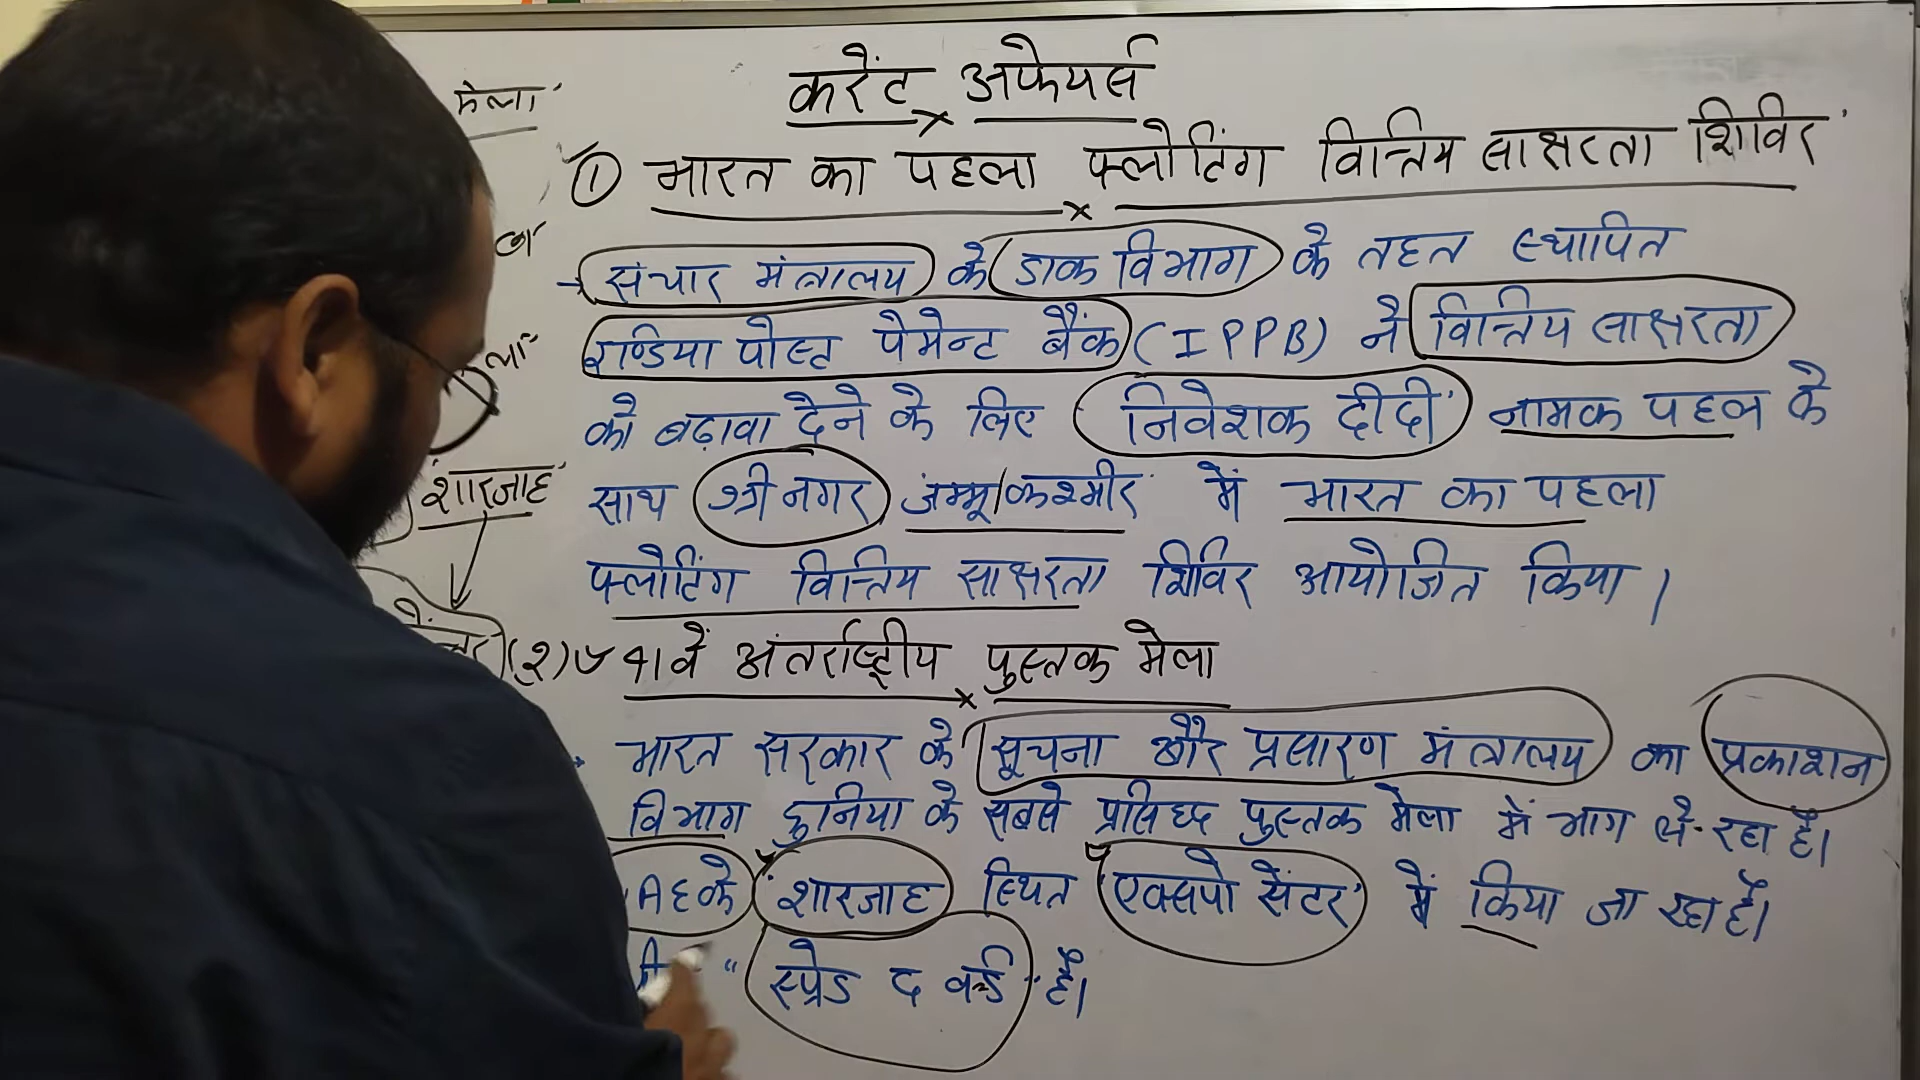 करेंट अफेयर्स
मेला
① भारत का पहला फ्लोटिंग वित्तिय साक्षरता शिविर
→ संचार मंत्रालय के डाक विभाग के तहत स्थापित
इण्डिया पोस्ट पेमेन्ट बैंक (IPPB) ने वित्तिय साक्षरता
को बढ़ावा देने के लिए 'निवेशक दीदी' नामक पहल के
साथ श्रीनगर जम्मू/कश्मीर में भारत का पहला
फ्लोटिंग वित्तिय साक्षरता शिविर आयोजित किया।
शारजाह
(२) 41वें अंतर्राष्ट्रीय पुस्तक मेला
भारत सरकार के सूचना और प्रसारण मंत्रालय का प्रकाशन
विभाग दुनिया के सबसे प्रसिध्द पुस्तक मेला में भाग ले रहा है।
AE के 'शारजाह स्थित 'एक्सपो सेंटर' में किया जा रहा है।
"स्प्रेड द वर्ड" है।